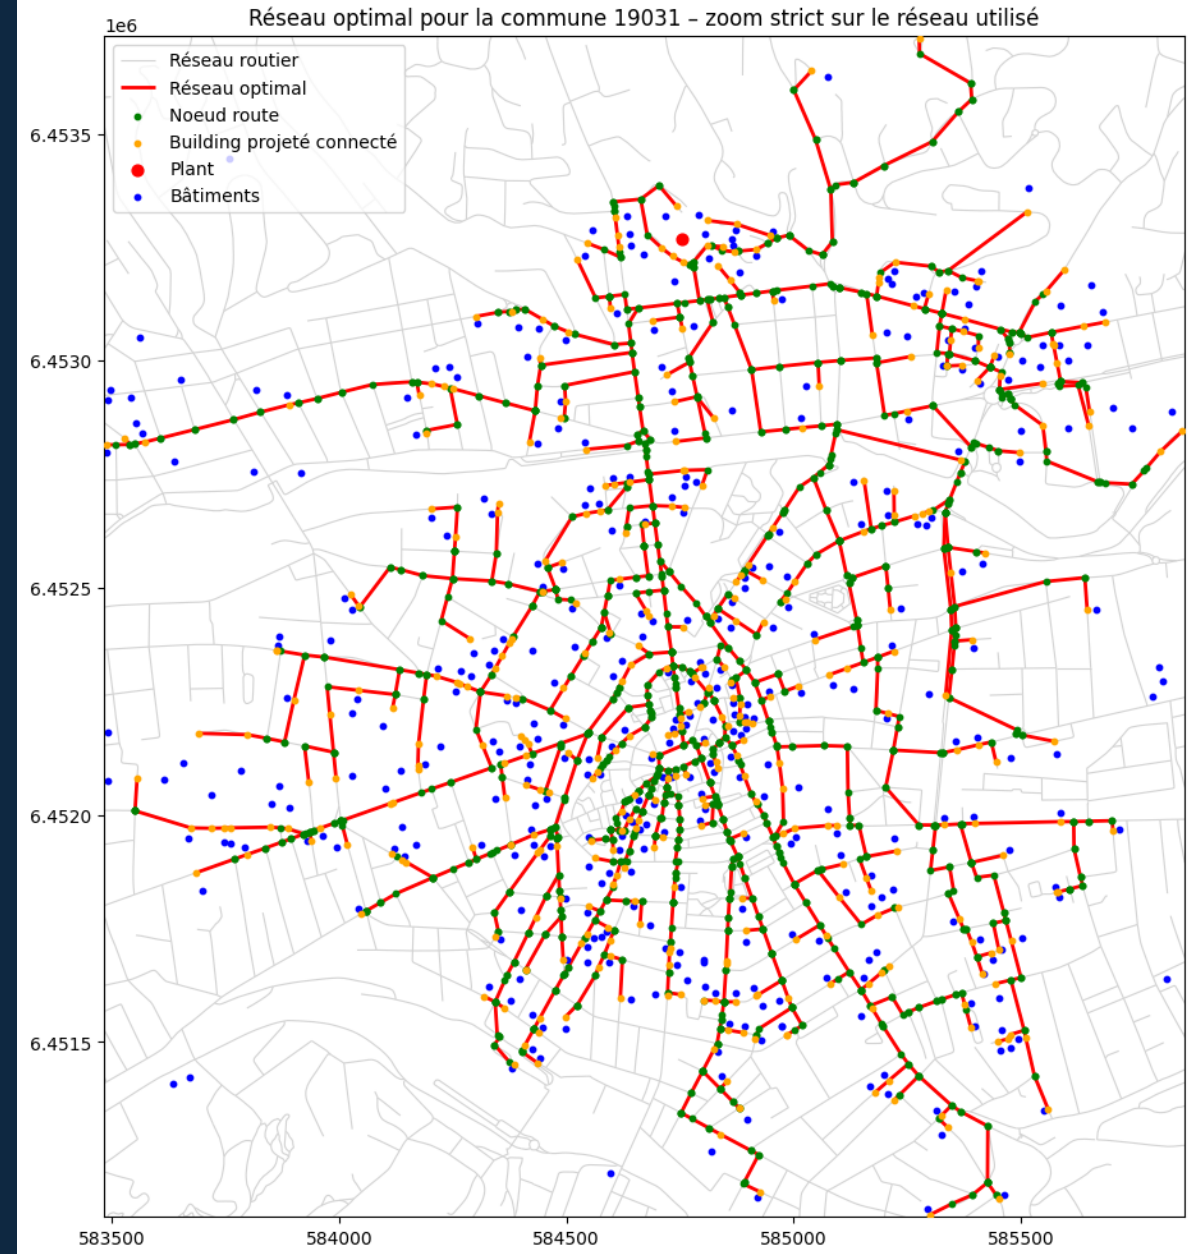 Réseau optimal pour la commune 19031 – zoom strict sur le réseau utilisé
1e6
Réseau routier
Réseau optimal
Noeud route
Building projeté connecté
Plant
Bâtiments
6.4535
6.4530
6.4525
6.4520
6.4515
583500 584000 584500 585000 585500